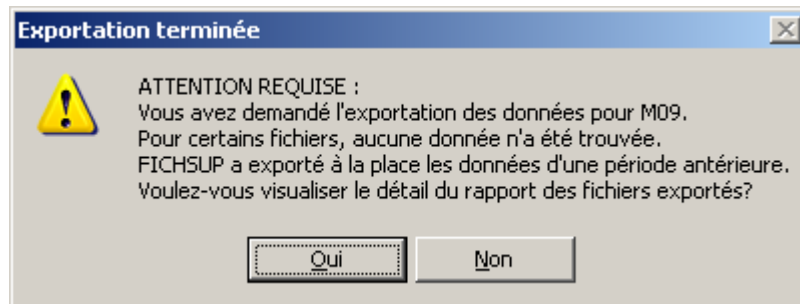 Exportation terminée
ATTENTION REQUISE :
Vous avez demandé l'exportation des données pour M09.
Pour certains fichiers, aucune donnée n'a été trouvée.
FICHSUP a exporté à la place les données d'une période antérieure.
Voulez-vous visualiser le détail du rapport des fichiers exportés?
Oui
Non